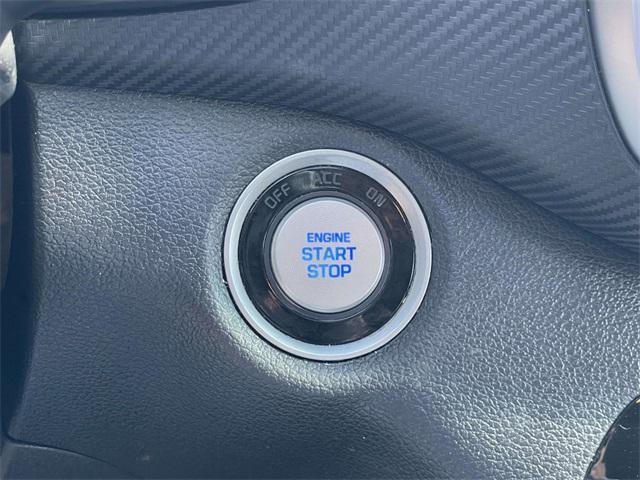 OFF ACC ON
ENGINE
START
STOP